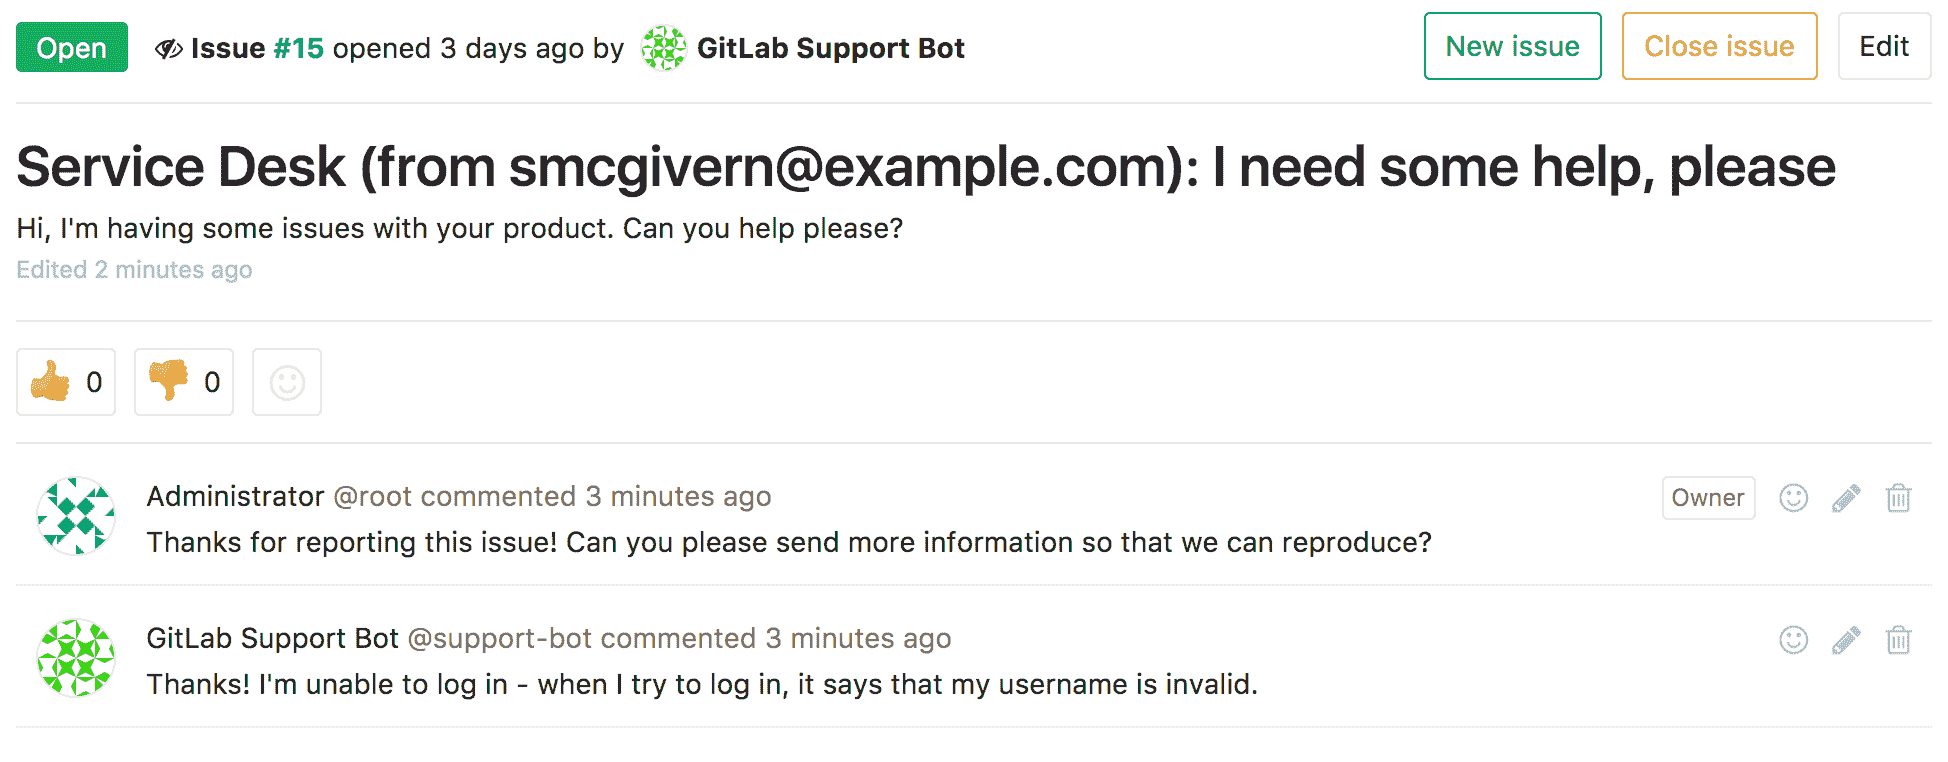 Open Issue #15 opened 3 days ago by GitLab Support Bot New issue Close issue Edit
Service Desk (from smcgivern@example.com): I need some help, please
Hi, I'm having some issues with your product. Can you help please?
Edited 2 minutes ago
0 0
Administrator @root commented 3 minutes ago Owner
Thanks for reporting this issue! Can you please send more information so that we can reproduce?
GitLab Support Bot @support-bot commented 3 minutes ago
Thanks! I'm unable to log in - when I try to log in, it says that my username is invalid.